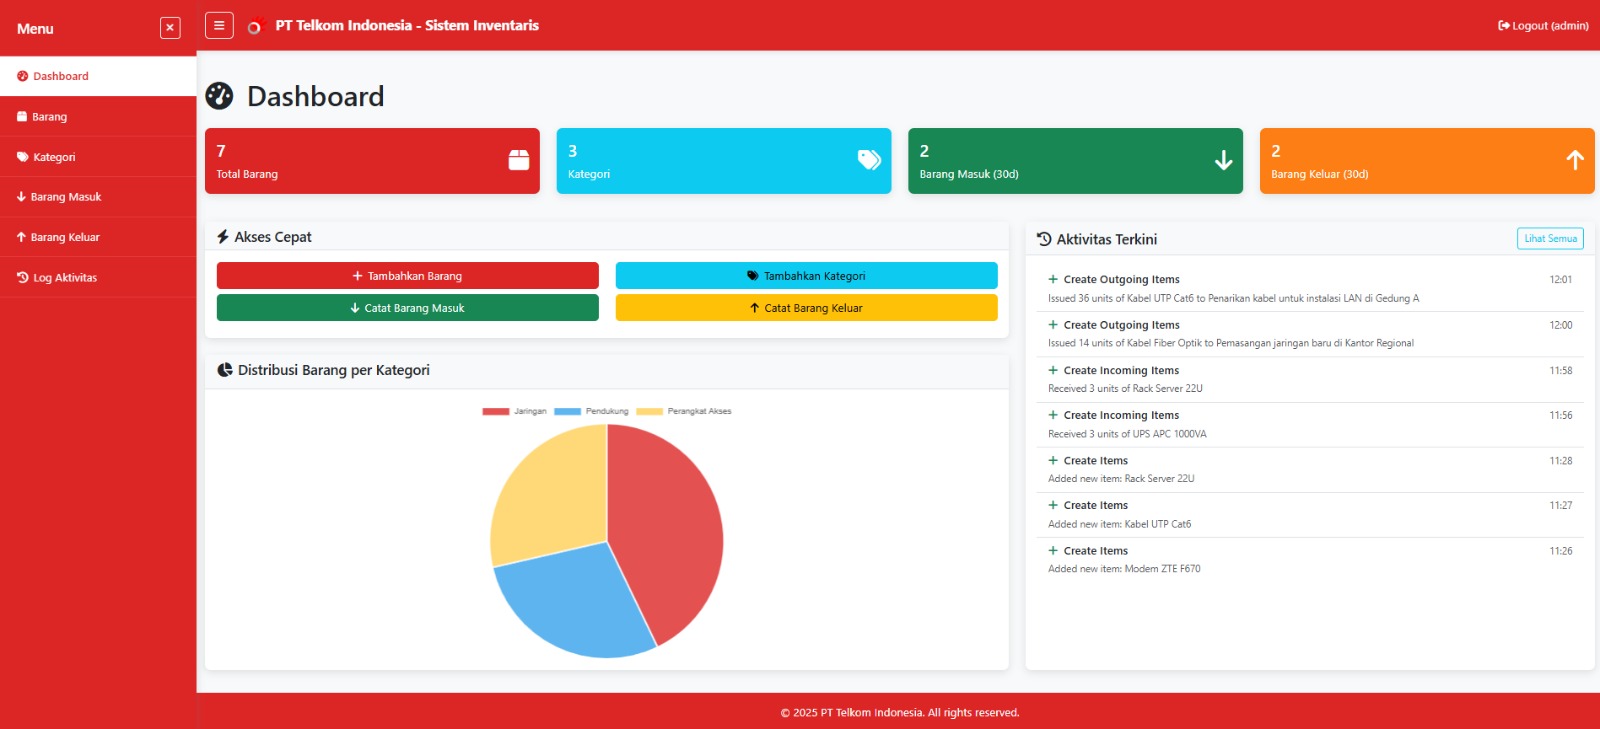 Menu
Dashboard
Barang
Kategori
Barang Masuk
Barang Keluar
Log Aktivitas
PT Telkom Indonesia - Sistem Inventaris
Logout (admin)
Dashboard
7
Total Barang
3
Kategori
2
Barang Masuk (30d)
2
Barang Keluar (30d)
Akses Cepat
Tambahkan Barang
Tambahkan Kategori
Catat Barang Masuk
Catat Barang Keluar
Distribusi Barang per Kategori
Jaringan Pendukung Perangkat Akses
Aktivitas Terkini
Lihat Semua
Create Outgoing Items 12:01
Issued 36 units of Kabel UTP Cat6 to Penarikan kabel untuk instalasi LAN di Gedung A
Create Outgoing Items 12:00
Issued 14 units of Kabel Fiber Optik to Pemasangan jaringan baru di Kantor Regional
Create Incoming Items 11:58
Received 3 units of Rack Server 22U
Create Incoming Items 11:56
Received 3 units of UPS APC 1000VA
Create Items 11:28
Added new item: Rack Server 22U
Create Items 11:27
Added new item: Kabel UTP Cat6
Create Items 11:26
Added new item: Modem ZTE F670
© 2025 PT Telkom Indonesia. All rights reserved.